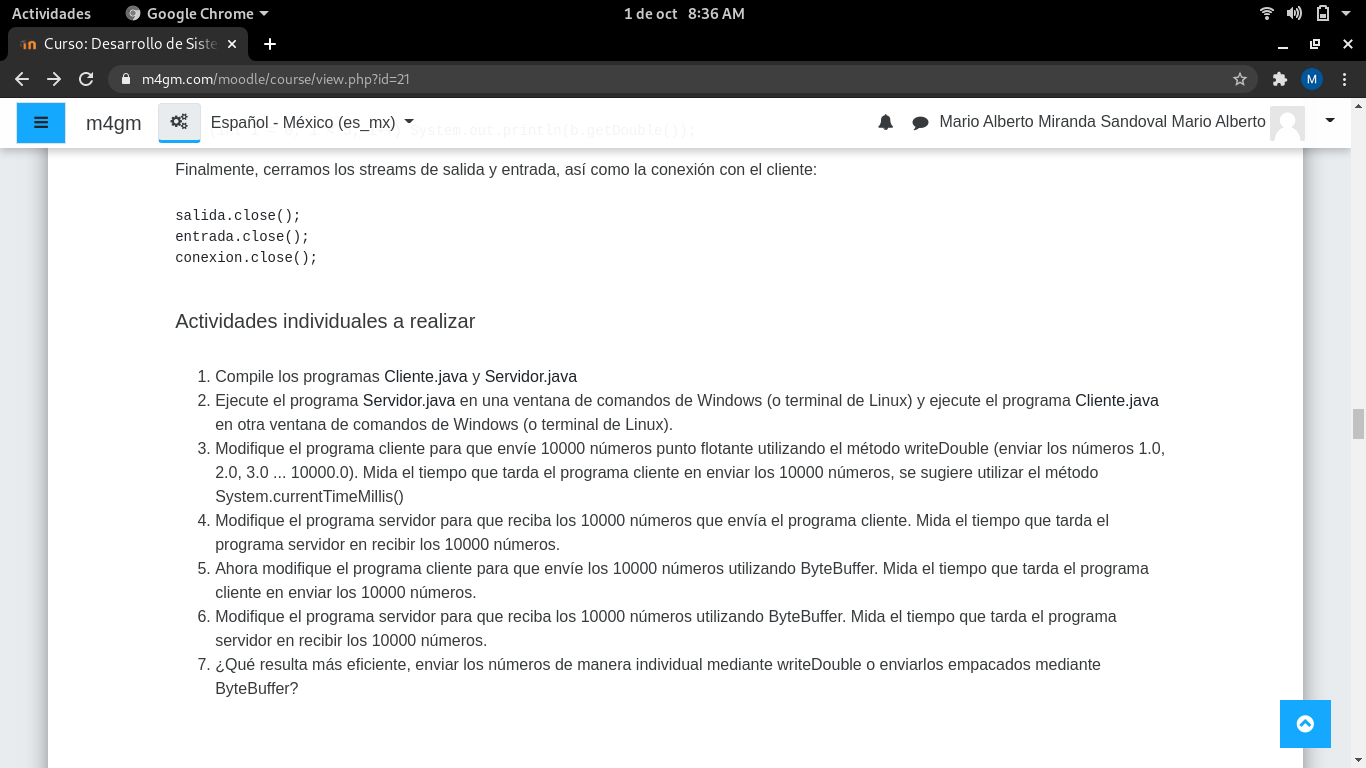 Actividades
Google Chrome
1 de oct 8:36 AM
Curso: Desarrollo de Siste
m4gm.com/moodle/course/view.php?id=21
M
m4gm
Español - México (es_mx)
System.out.println(b.getDouble());
Mario Alberto Miranda Sandoval Mario Alberto
Finalmente, cerramos los streams de salida y entrada, así como la conexión con el cliente:
salida.close();
entrada.close();
conexion.close();
Actividades individuales a realizar
1. Compile los programas Cliente.java y Servidor.java
2. Ejecute el programa Servidor.java en una ventana de comandos de Windows (o terminal de Linux) y ejecute el programa Cliente.java
en otra ventana de comandos de Windows (o terminal de Linux).
3. Modifique el programa cliente para que envíe 10000 números punto flotante utilizando el método writeDouble (enviar los números 1.0,
2.0, 3.0 ... 10000.0). Mida el tiempo que tarda el programa cliente en enviar los 10000 números, se sugiere utilizar el método
System.currentTimeMillis()
4. Modifique el programa servidor para que reciba los 10000 números que envía el programa cliente. Mida el tiempo que tarda el
programa servidor en recibir los 10000 números.
5. Ahora modifique el programa cliente para que envíe los 10000 números utilizando ByteBuffer. Mida el tiempo que tarda el programa
cliente en enviar los 10000 números.
6. Modifique el programa servidor para que reciba los 10000 números utilizando ByteBuffer. Mida el tiempo que tarda el programa
servidor en recibir los 10000 números.
7. ¿Qué resulta más eficiente, enviar los números de manera individual mediante writeDouble o enviarlos empacados mediante
ByteBuffer?